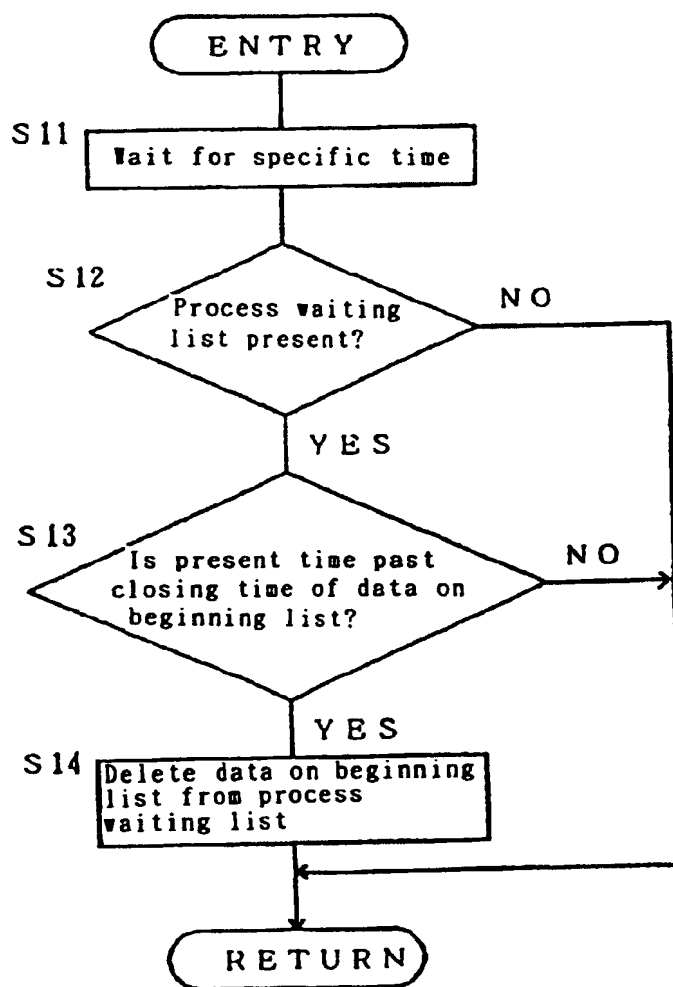 ENTRY
S11
Wait for specific time
S12
Process waiting
list present?
NO
YES
S13
Is present time past
closing time of data on
beginning list?
NO
YES
S14
Delete data on beginning
list from process
waiting list
RETURN